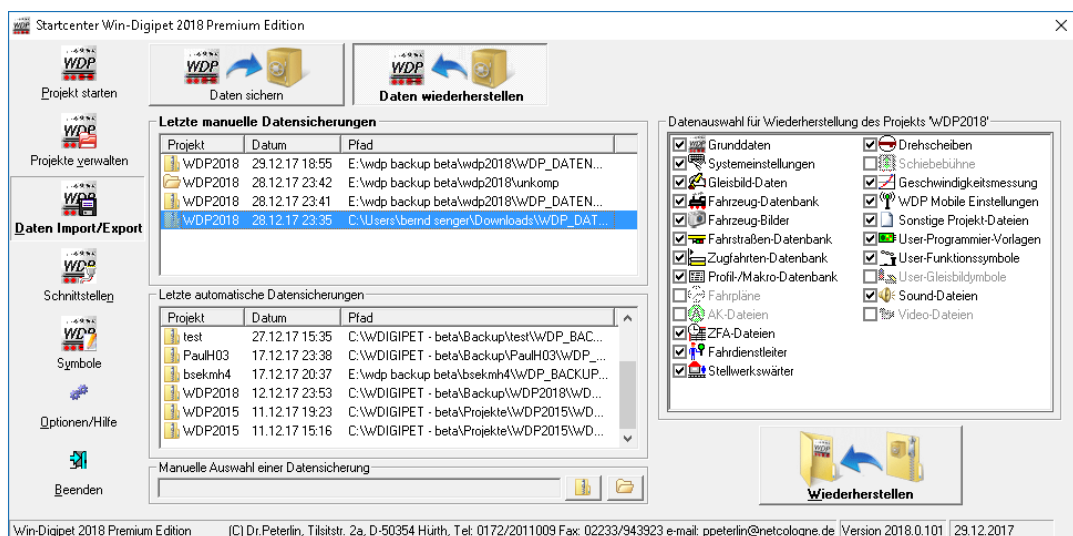 Startcenter Win-Digipet 2018 Premium Edition
Projekt starten
Projekte verwalten
Daten Import/Export
Schnittstellen
Symbole
Optionen/Hilfe
Beenden
Daten sichern
Daten wiederherstellen
Letzte manuelle Datensicherungen
Projekt Datum Pfad
WDP2018 29.12.17 18:55 E:\wdp backup beta\wdp2018\WDP_DATEN...
WDP2018 28.12.17 23:42 E:\wdp backup beta\wdp2018\unkomp
WDP2018 28.12.17 23:41 E:\wdp backup beta\wdp2018\WDP_DATEN...
WDP2018 28.12.17 23:35 C:\Users\bernd senger\Downloads\WDP_DAT...
Letzte automatische Datensicherungen
Projekt Datum Pfad
test 27.12.17 15:35 C:\WDIGIPET - beta\Backup\test\WDP_BAC...
PaulH03 17.12.17 23:38 C:\WDIGIPET - beta\Backup\PaulH03\WDP_...
bsekmh4 17.12.17 20:37 E:\wdp backup beta\bsekmh4\WDP_BACKUP...
WDP2018 12.12.17 23:53 C:\WDIGIPET - beta\Backup\WDP2018\WD...
WDP2015 11.12.17 19:23 C:\WDIGIPET - beta\Projekte\WDP2015\WD...
WDP2015 11.12.17 15:16 C:\WDIGIPET - beta\Projekte\WDP2015\WD...
Manuelle Auswahl einer Datensicherung
Datenauswahl für Wiederherstellung des Projekts 'WDP2018'
Grunddaten
Systemeinstellungen
Gleisbild-Daten
Fahrzeug-Datenbank
Fahrzeug-Bilder
Fahrstraßen-Datenbank
Zugfahrten-Datenbank
Profil-/Makro-Datenbank
Fahrpläne
AK-Dateien
ZFA-Dateien
Fahrdienstleiter
Stellwerkswärter
Drehscheiben
Schiebebühne
Geschwindigkeitsmessung
WDP Mobile Einstellungen
Sonstige Projekt-Dateien
User-Programmier-Vorlagen
User-Funktionssymbole
User-Gleisbildymbole
Sound-Dateien
Video-Dateien
Wiederherstellen
Win-Digipet 2018 Premium Edition (C) Dr.Peterlin, Tilsitstr. 2a, D-50354 Hürth, Tel: 0172/2011009 Fax: 02233/943923 e-mail: ppeterlin@netcologne.de Version 2018.0.101 29.12.2017